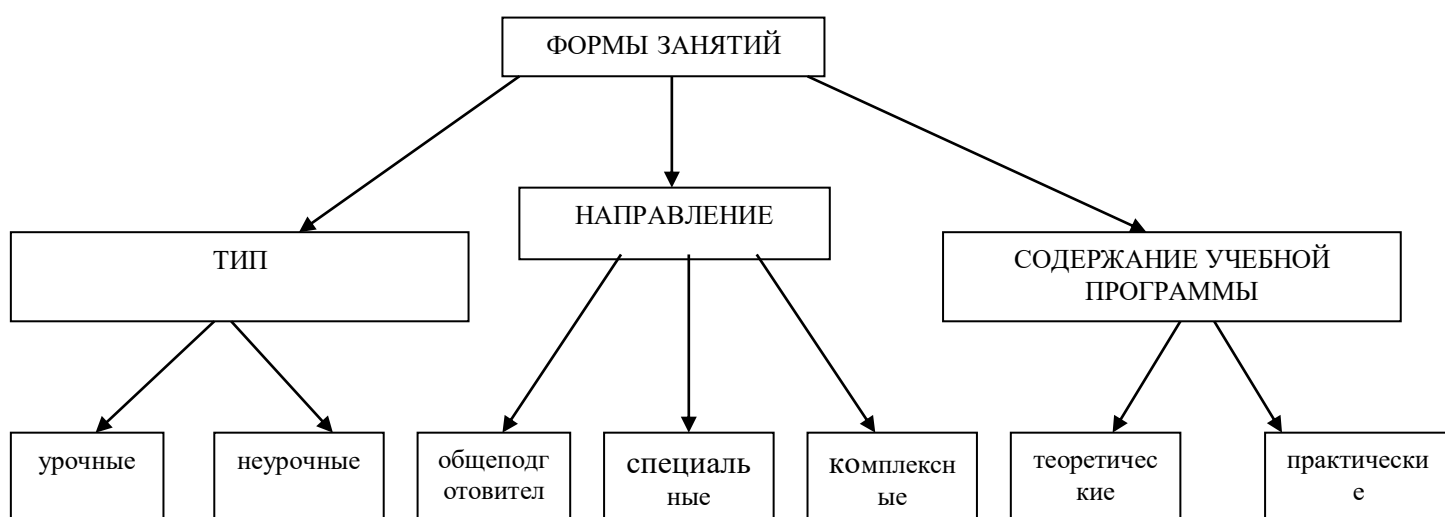 ФОРМЫ ЗАНЯТИЙ
НАПРАВЛЕНИЕ
ТИП
СОДЕРЖАНИЕ УЧЕБНОЙ
ПРОГРАММЫ
урочные
неурочные
общеподг
отовител
специаль
ные
комплексн
ые
теоретичес
кие
практически
е